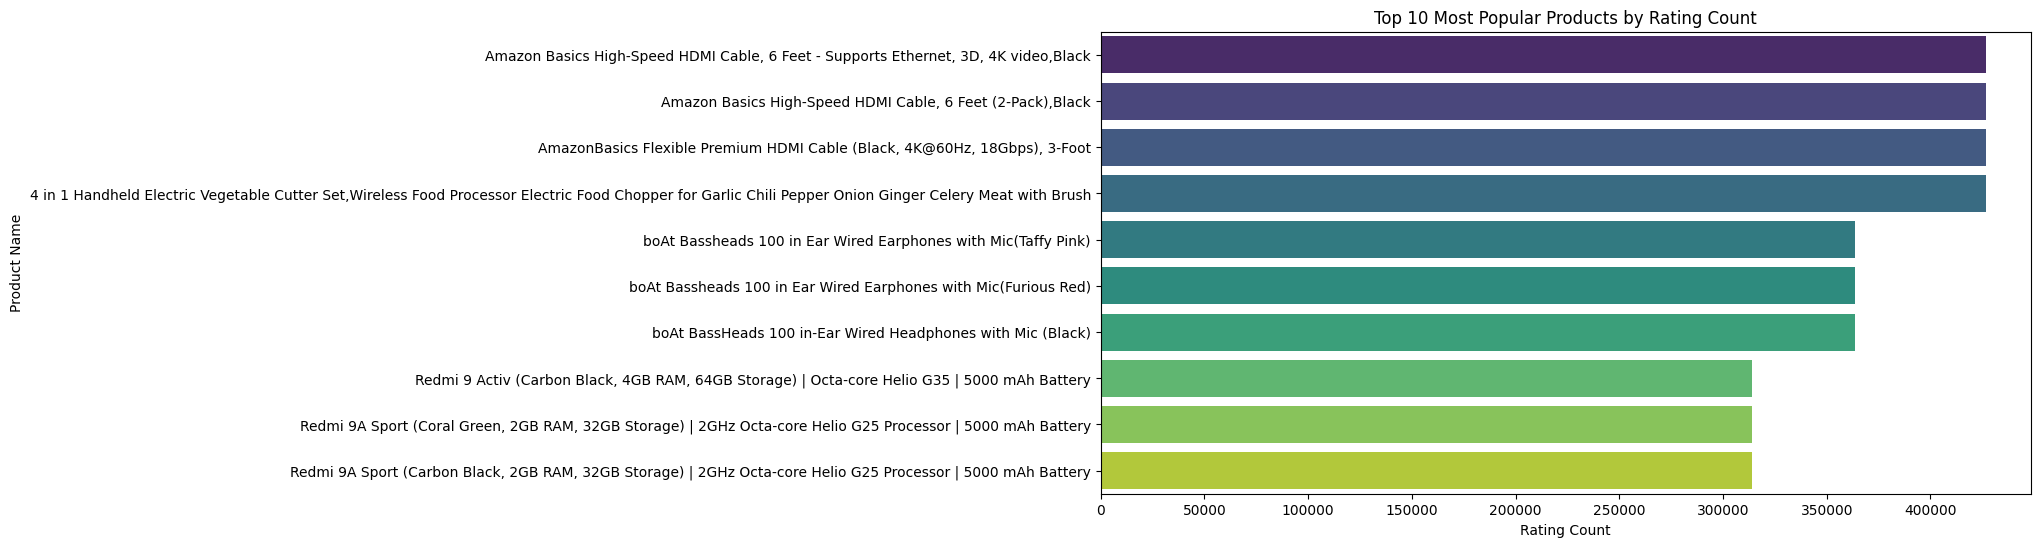 Top 10 Most Popular Products by Rating Count
Product Name
Amazon Basics High-Speed HDMI Cable, 6 Feet - Supports Ethernet, 3D, 4K video,Black
Amazon Basics High-Speed HDMI Cable, 6 Feet (2-Pack),Black
AmazonBasics Flexible Premium HDMI Cable (Black, 4K@60Hz, 18Gbps), 3-Foot
4 in 1 Handheld Electric Vegetable Cutter Set,Wireless Food Processor Electric Food Chopper for Garlic Chili Pepper Onion Ginger Celery Meat with Brush
boAt Bassheads 100 in Ear Wired Earphones with Mic(Taffy Pink)
boAt Bassheads 100 in Ear Wired Earphones with Mic(Furious Red)
boAt BassHeads 100 in-Ear Wired Headphones with Mic (Black)
Redmi 9 Activ (Carbon Black, 4GB RAM, 64GB Storage) | Octa-core Helio G35 | 5000 mAh Battery
Redmi 9A Sport (Coral Green, 2GB RAM, 32GB Storage) | 2GHz Octa-core Helio G25 Processor | 5000 mAh Battery
Redmi 9A Sport (Carbon Black, 2GB RAM, 32GB Storage) | 2GHz Octa-core Helio G25 Processor | 5000 mAh Battery
0 50000 100000 150000 200000 250000 300000 350000 400000
Rating Count